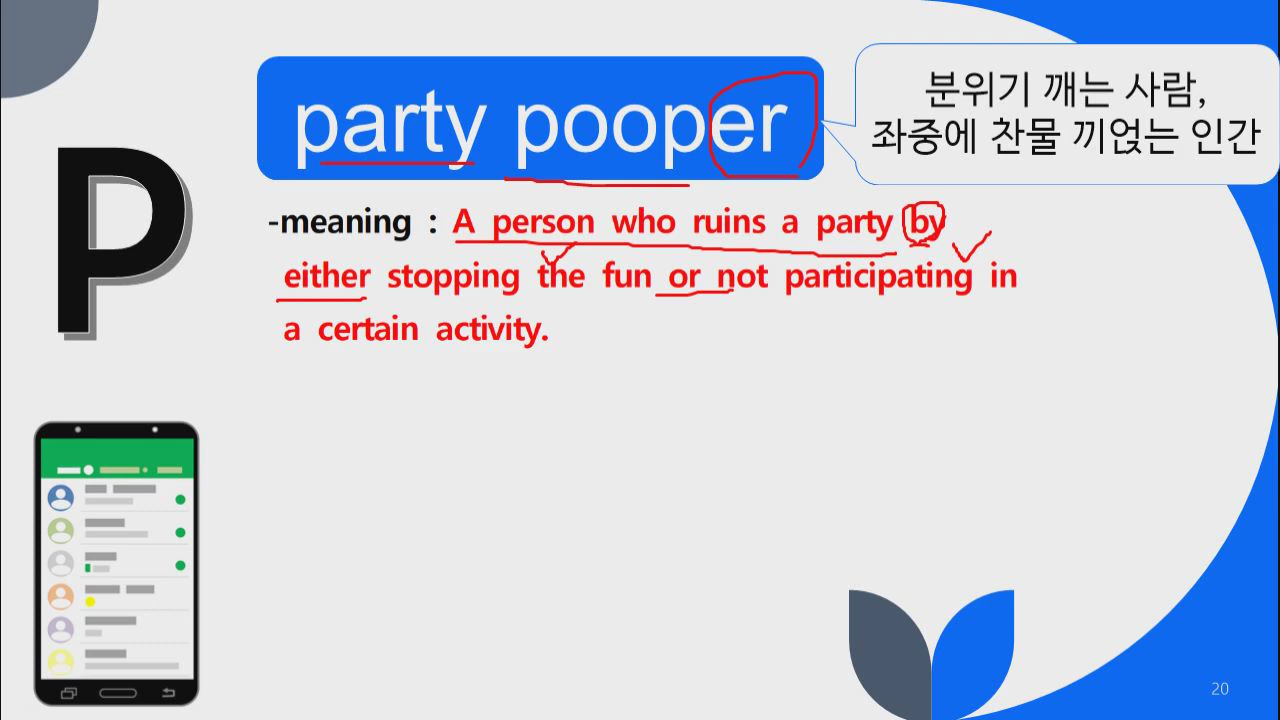 P
party pooper
분위기 깨는 사람,
좌중에 찬물 끼얹는 인간
-meaning : A person who ruins a party by
either stopping the fun or not participating in
a certain activity.
20